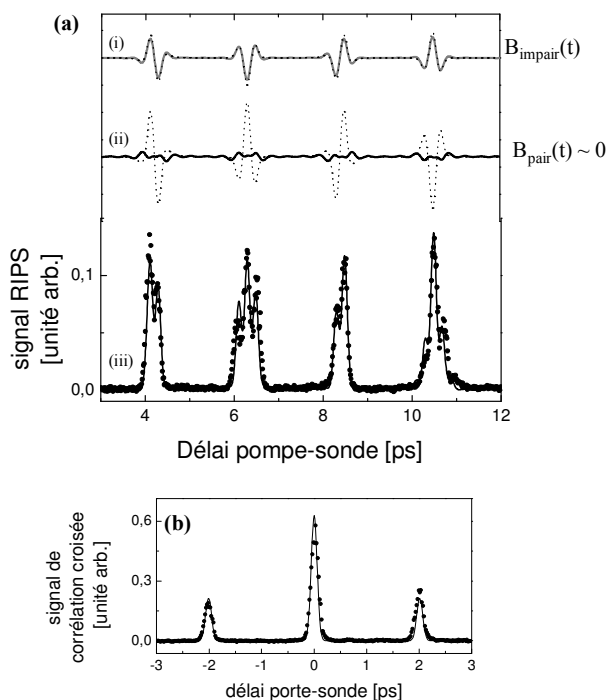 (a)
(i)
B_impair(t)
(ii)
B_pair(t) ~ 0
signal RIPS
[unité arb.]
0,1
0,0
(iii)
4 6 8 10 12
Délai pompe-sonde [ps]
(b)
signal de
corrélation croisée
[unité arb.]
0,6
0,3
0,0
-3 -2 -1 0 1 2 3
délai porte-sonde [ps]